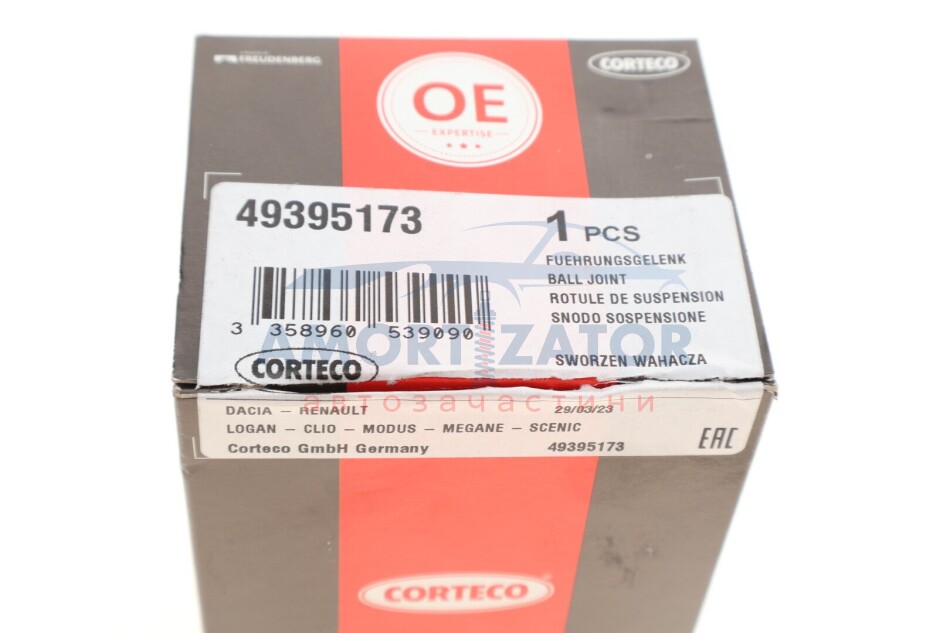 FREUDENBERG
CORTECO
OE
EXPERTISE
49395173
1 PCS
FUEHRUNGSGELENK
BALL JOINT
ROTULE DE SUSPENSION
SNODO SOSPENSIONE
SWORZEN WAHACZA
3 358960 539090
AMORTIZATOR
автозачастини
CORTECO
DACIA - RENAULT 29/03/23
LOGAN - CLIO - MODUS - MEGANE - SCENIC
Corteco GmbH Germany 49395173
EAC
CORTECO